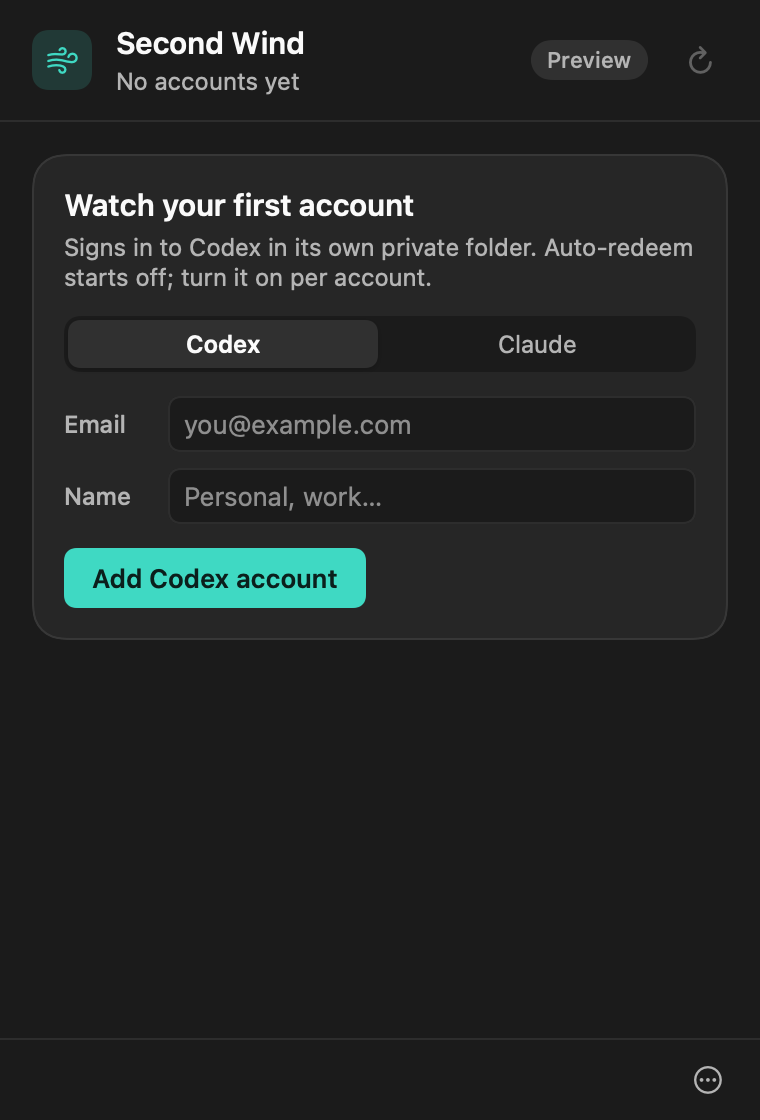 Second Wind
No accounts yet
Preview
Watch your first account
Signs in to Codex in its own private folder. Auto-redeem
starts off; turn it on per account.
Codex
Claude
Email
you@example.com
Name
Personal, work...
Add Codex account